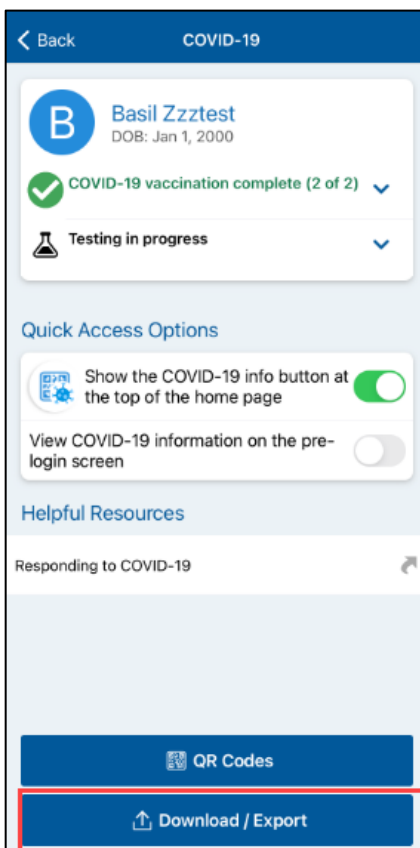 Back
COVID-19
B
Basil Zzztest
DOB: Jan 1, 2000
COVID-19 vaccination complete (2 of 2)
Testing in progress
Quick Access Options
Show the COVID-19 info button at
the top of the home page
View COVID-19 information on the pre-
login screen
Helpful Resources
Responding to COVID-19
QR Codes
Download / Export